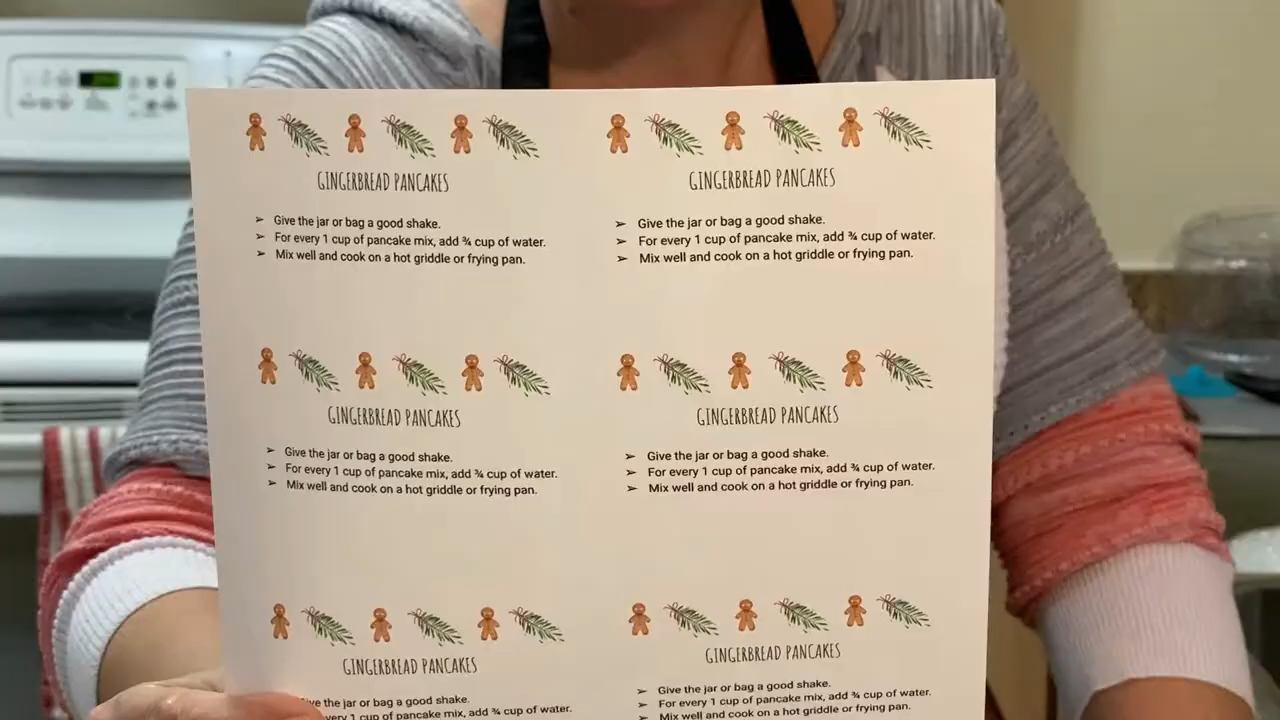 GINGERBREAD PANCAKES
➢ Give the jar or bag a good shake.
➢ For every 1 cup of pancake mix, add ¾ cup of water.
➢ Mix well and cook on a hot griddle or frying pan.
GINGERBREAD PANCAKES
➢ Give the jar or bag a good shake.
➢ For every 1 cup of pancake mix, add ¾ cup of water.
➢ Mix well and cook on a hot griddle or frying pan.
GINGERBREAD PANCAKES
➢ Give the jar or bag a good shake.
➢ For every 1 cup of pancake mix, add ¾ cup of water.
➢ Mix well and cook on a hot griddle or frying pan.
GINGERBREAD PANCAKES
➢ Give the jar or bag a good shake.
➢ For every 1 cup of pancake mix, add ¾ cup of water.
➢ Mix well and cook on a hot griddle or frying pan.
GINGERBREAD PANCAKES
the jar or bag a good shake.
1 cup of pancake mix, add ¾ cup of water.
GINGERBREAD PANCAKES
➢ Give the jar or bag a good shake.
➢ For every 1 cup of pancake mix, add ¾ cup of water.
➢ Mix well and cook on a hot griddle or frying pan.